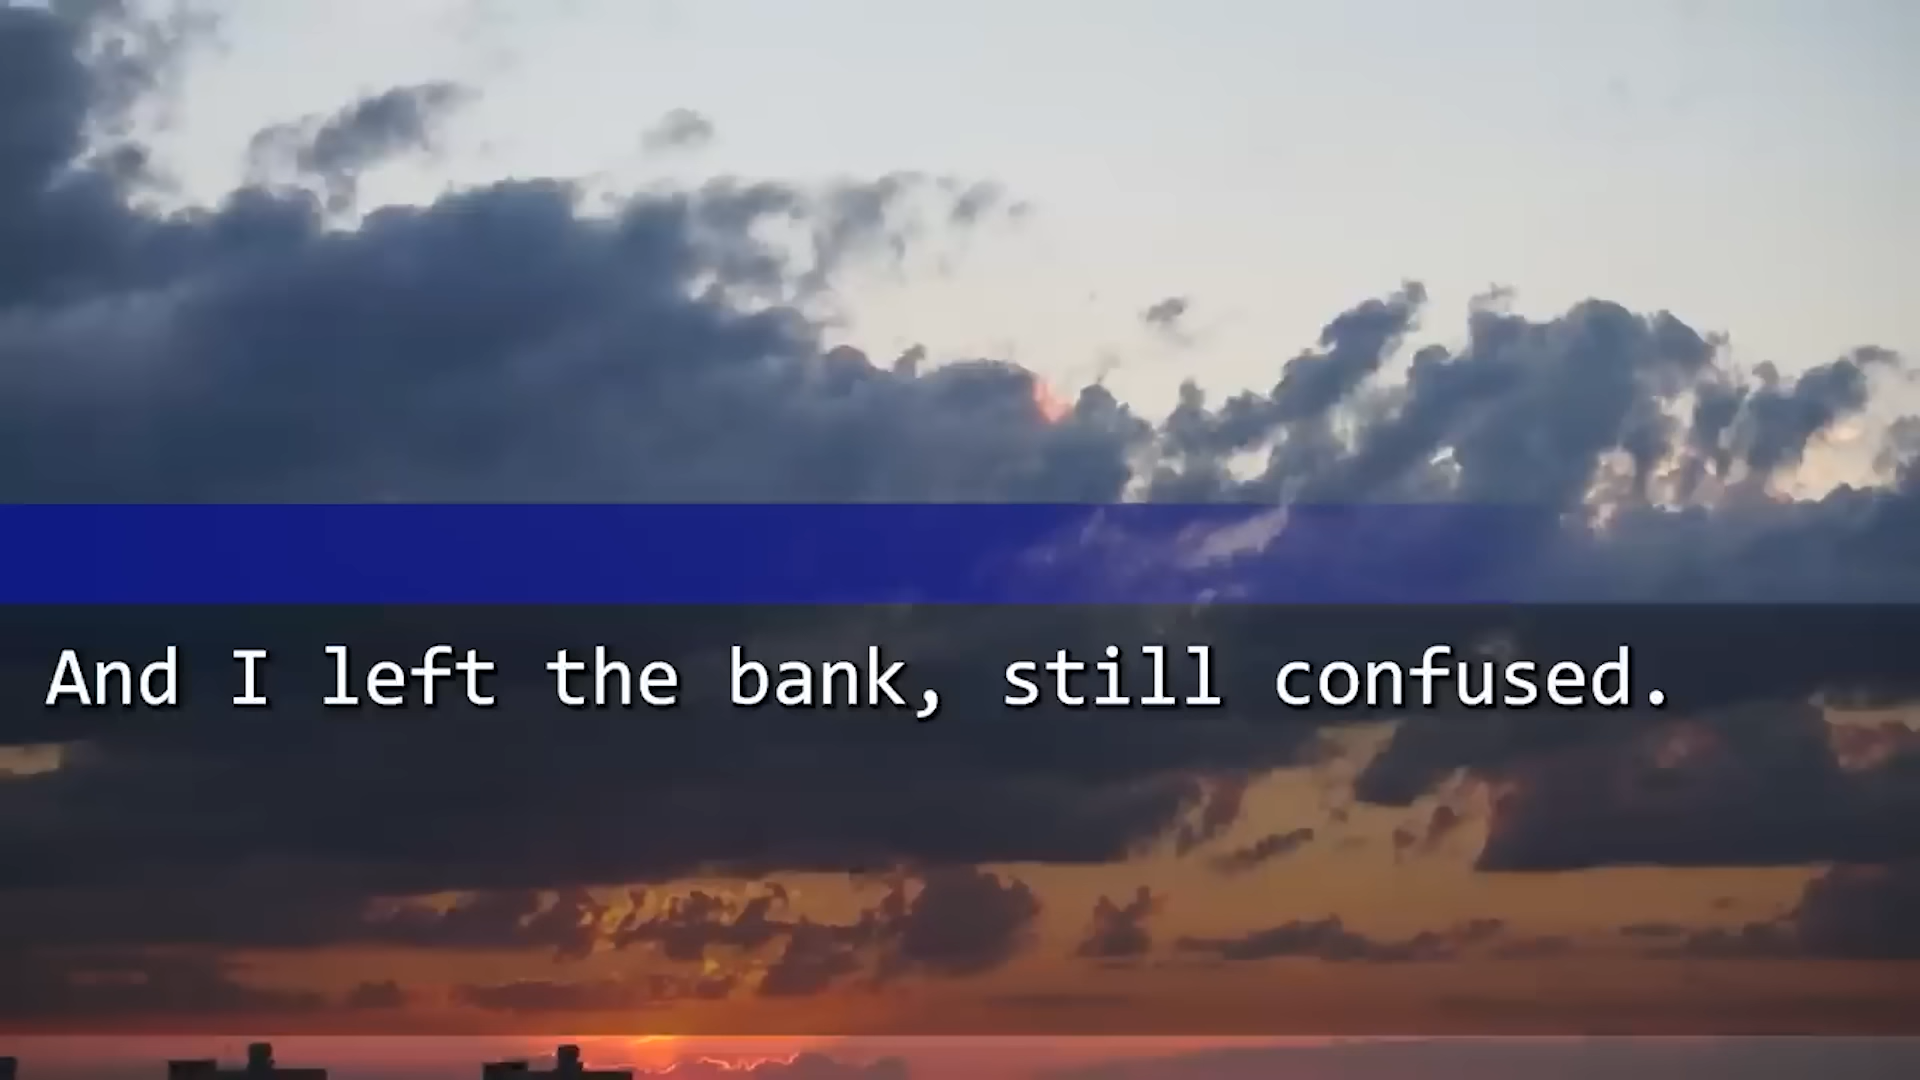 And I left the bank, still confused.